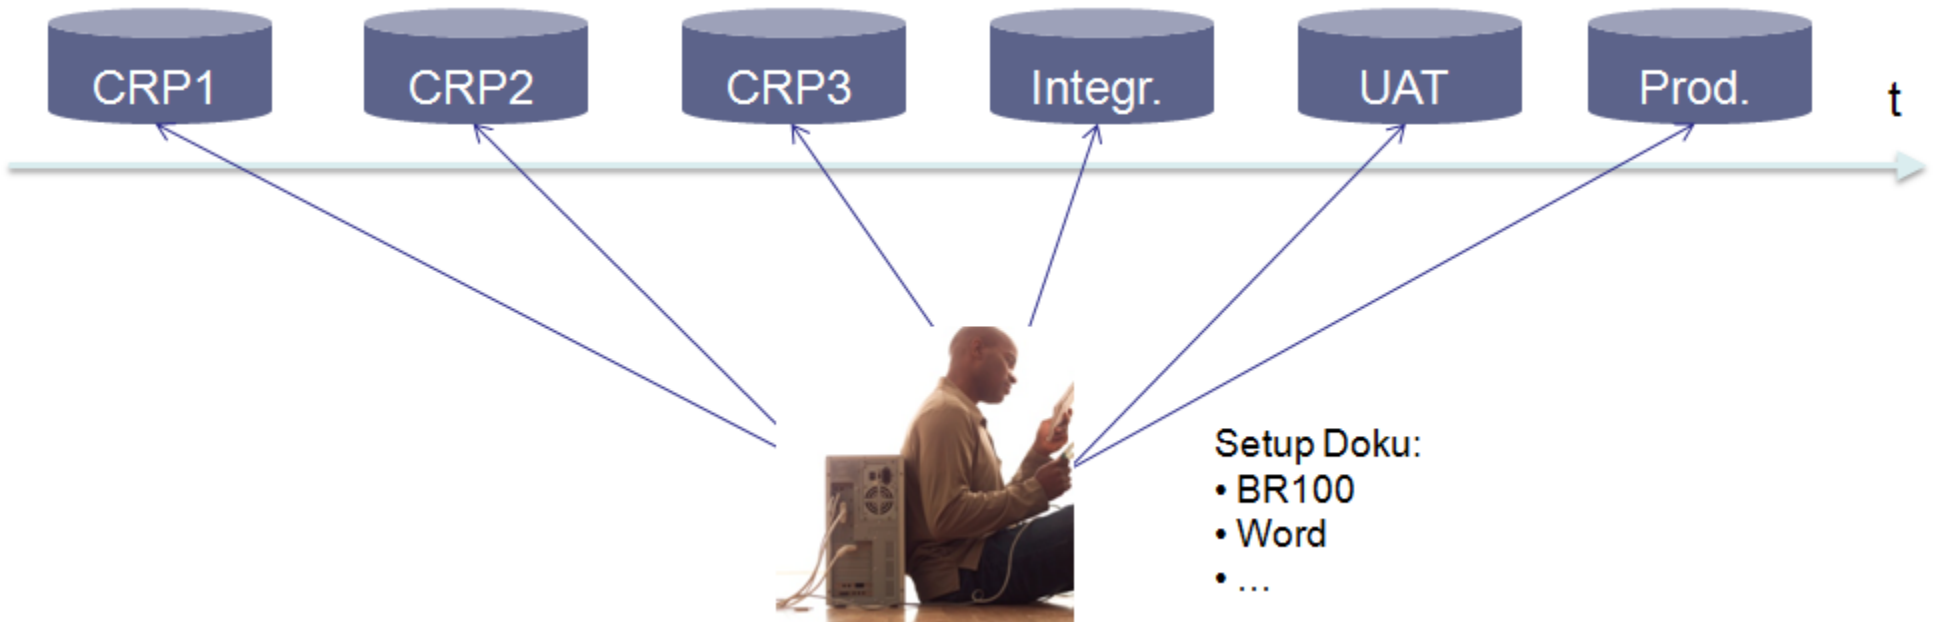 CRP1
CRP2
CRP3
Integr.
UAT
Prod.
t
Setup Doku:
• BR100
• Word
• ...